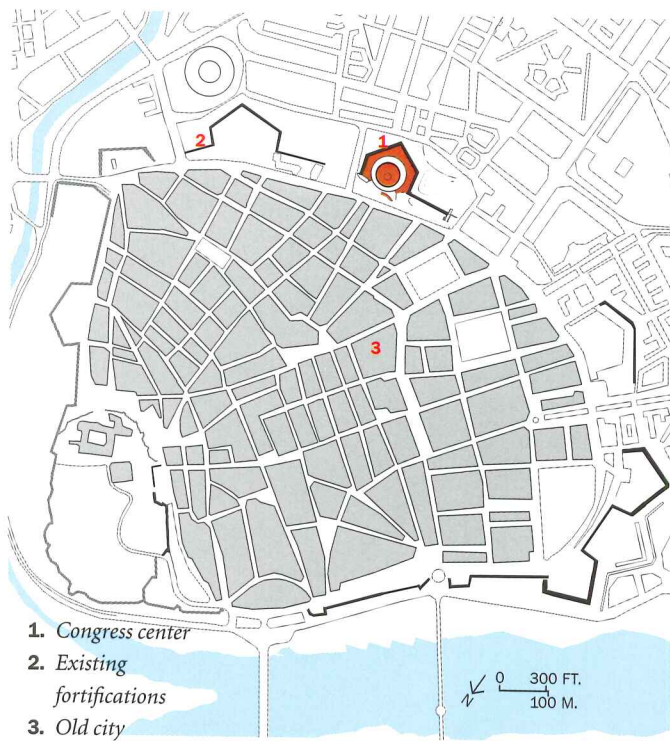 2
1
3
1. Congress center
2. Existing
fortifications
3. Old city
N
0 300 FT.
100 M.